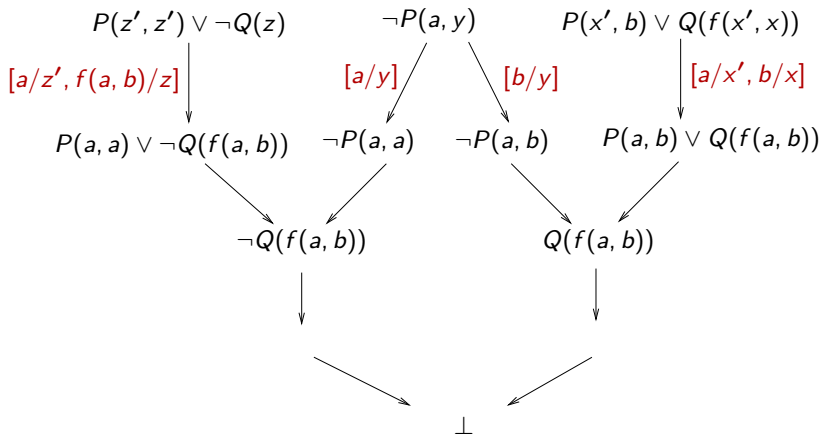 P(z′, z′) ∨ ¬Q(z) ¬P(a, y) P(x′, b) ∨ Q(f(x′, x))
[a/z′, f(a, b)/z] [a/y] [b/y] [a/x′, b/x]
P(a, a) ∨ ¬Q(f(a, b)) ¬P(a, a) ¬P(a, b) P(a, b) ∨ Q(f(a, b))
¬Q(f(a, b)) Q(f(a, b))
⊥